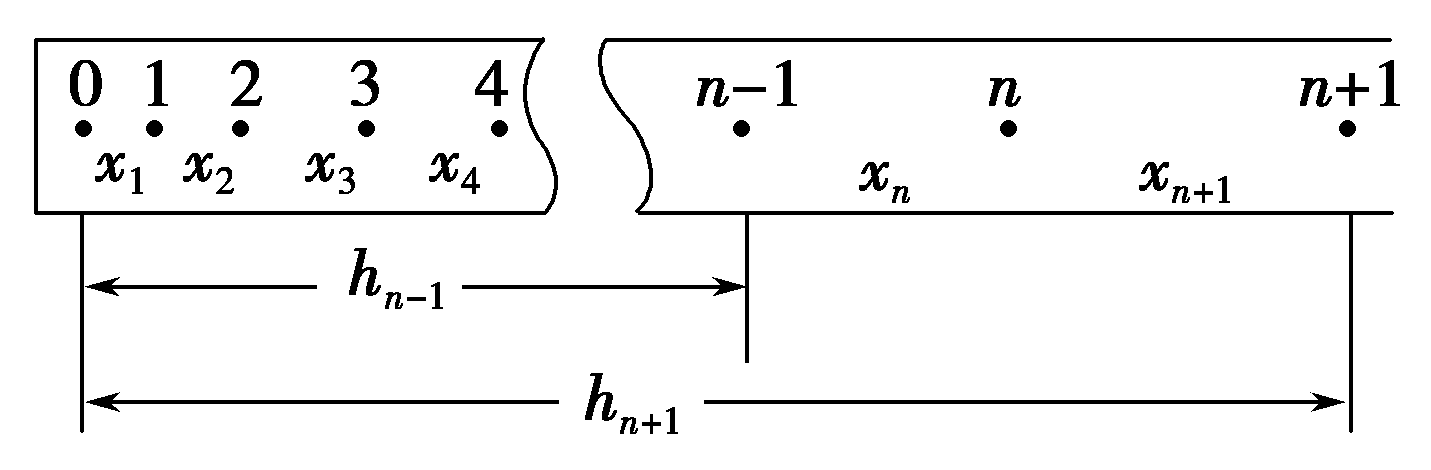 0 1 2 3 4 n−1 n n+1
x₁ x₂ x₃ x₄ xₙ xₙ₊₁
hₙ₋₁
hₙ₊₁